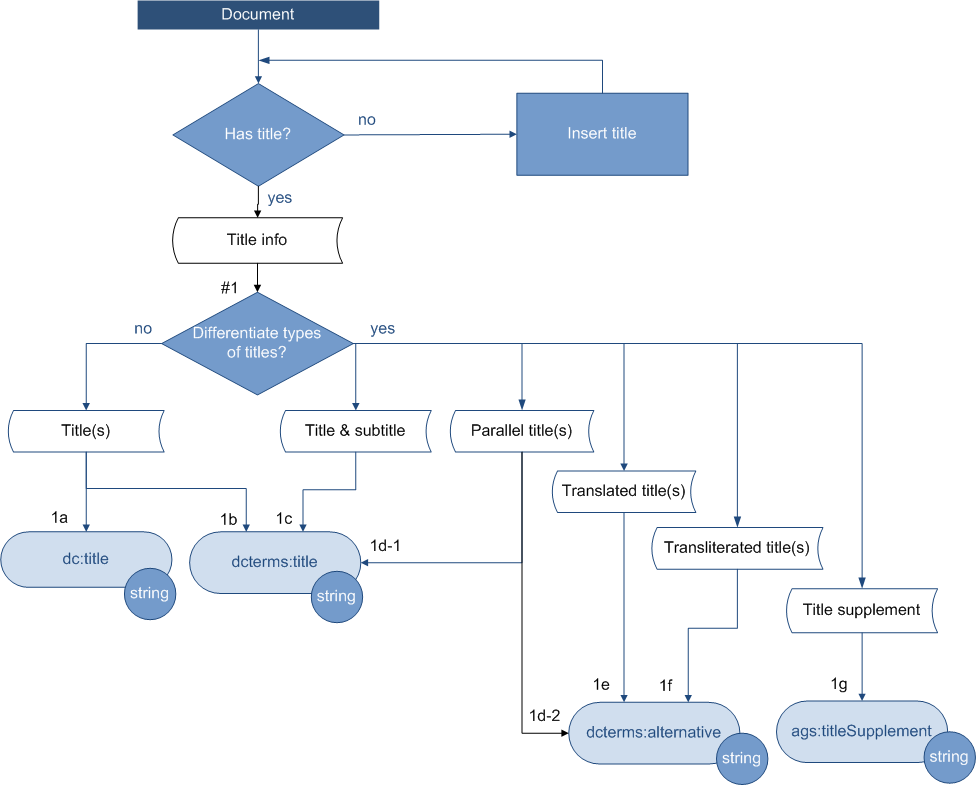 Document
Has title?
no
Insert title
yes
Title info
#1
no
Differentiate types
of titles?
yes
Title(s)
Title & subtitle
Parallel title(s)
Translated title(s)
Transliterated title(s)
Title supplement
1a
1b
1c
1d-1
dc:title
string
dcterms:title
string
1e
1f
1g
1d-2
dcterms:alternative
string
ags:titleSupplement
string